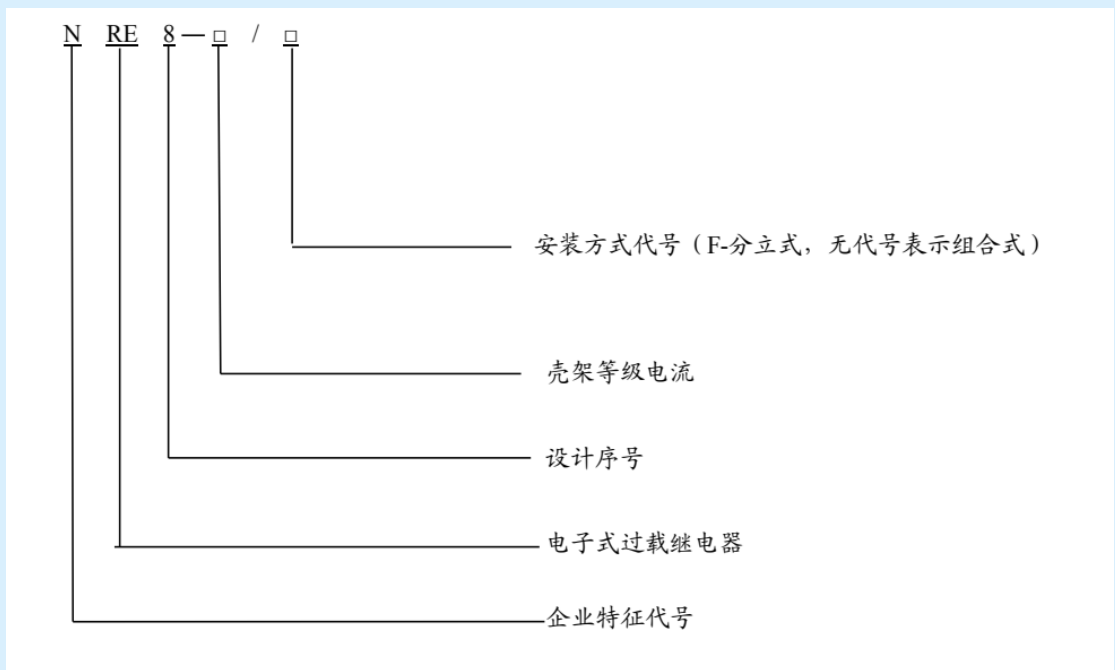 N RE 8—□ / □
安装方式代号（F-分立式，无代号表示组合式）
壳架等级电流
设计序号
电子式过载继电器
企业特征代号